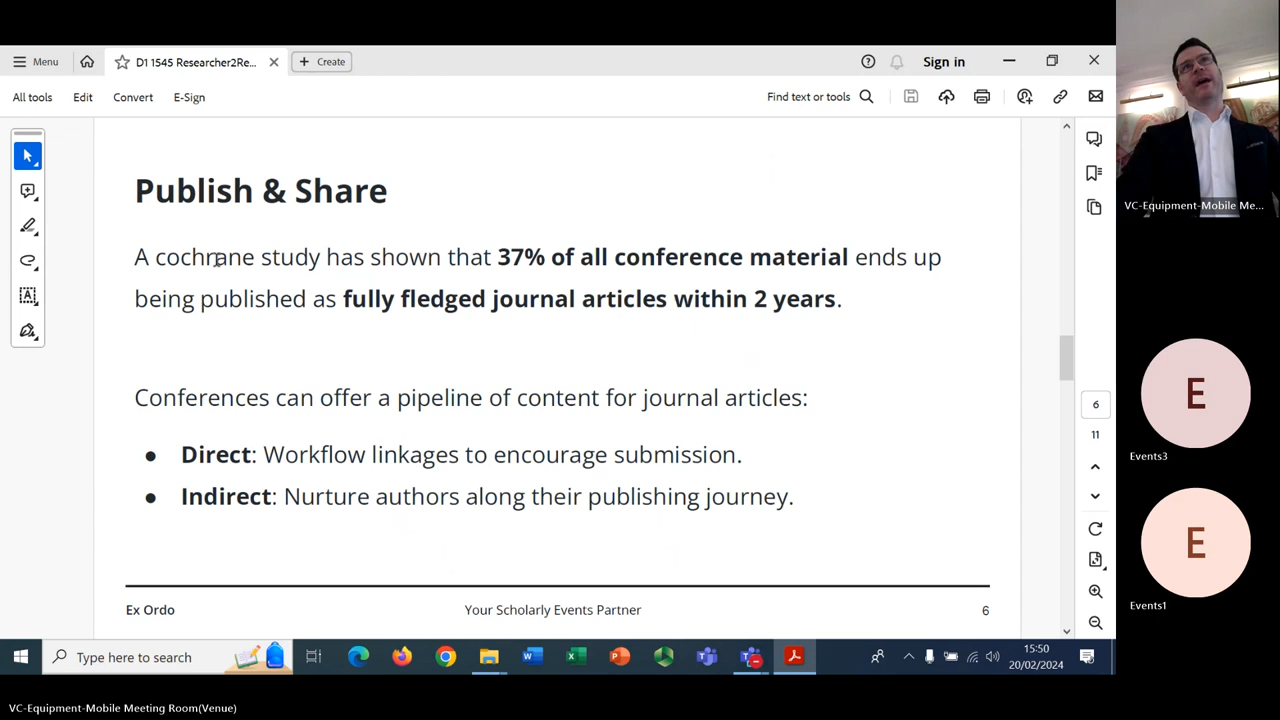 Menu
D1 1545 Researcher2Re...
Create
Sign in
All tools
Edit
Convert
E-Sign
Find text or tools
Publish & Share
A cochrane study has shown that 37% of all conference material ends up
being published as fully fledged journal articles within 2 years.
Conferences can offer a pipeline of content for journal articles:
● Direct: Workflow linkages to encourage submission.
● Indirect: Nurture authors along their publishing journey.
Ex Ordo
Your Scholarly Events Partner
6
6
11
VC-Equipment-Mobile Me...
E
Events3
E
Events1
Type here to search
15:50
20/02/2024
VC-Equipment-Mobile Meeting Room(Venue)